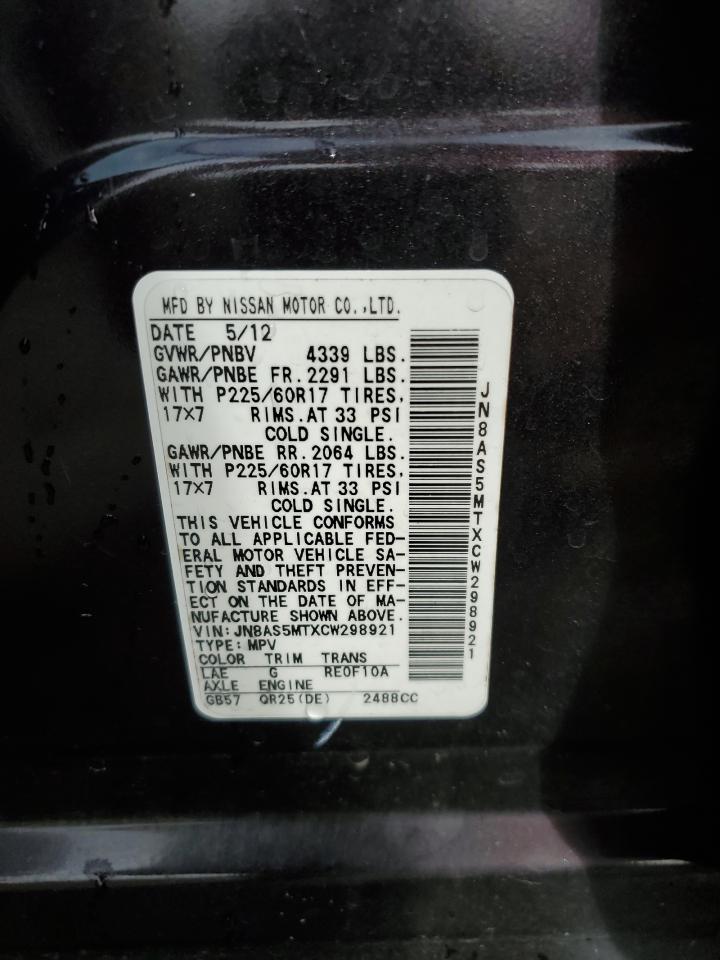 MFD BY NISSAN MOTOR CO.,LTD.
DATE 5/12
GVWR/PNBV 4339 LBS.
GAWR/PNBE FR.2291 LBS.
WITH P225/60R17 TIRES,
17×7 RIMS.AT 33 PSI
COLD SINGLE.
GAWR/PNBE RR.2064 LBS.
WITH P225/60R17 TIRES,
17×7 RIMS.AT 33 PSI
COLD SINGLE.
THIS VEHICLE CONFORMS
TO ALL APPLICABLE FED-
ERAL MOTOR VEHICLE SA-
FETY AND THEFT PREVEN-
TION STANDARDS IN EFF-
ECT ON THE DATE OF MA-
NUFACTURE SHOWN ABOVE.
VIN:JN8AS5MTXCW298921
TYPE:MPV
COLOR TRIM TRANS
LAE G RE0F10A
AXLE ENGINE
GB57 QR25(DE) 2488CC
JN8AS5MTXCW298921